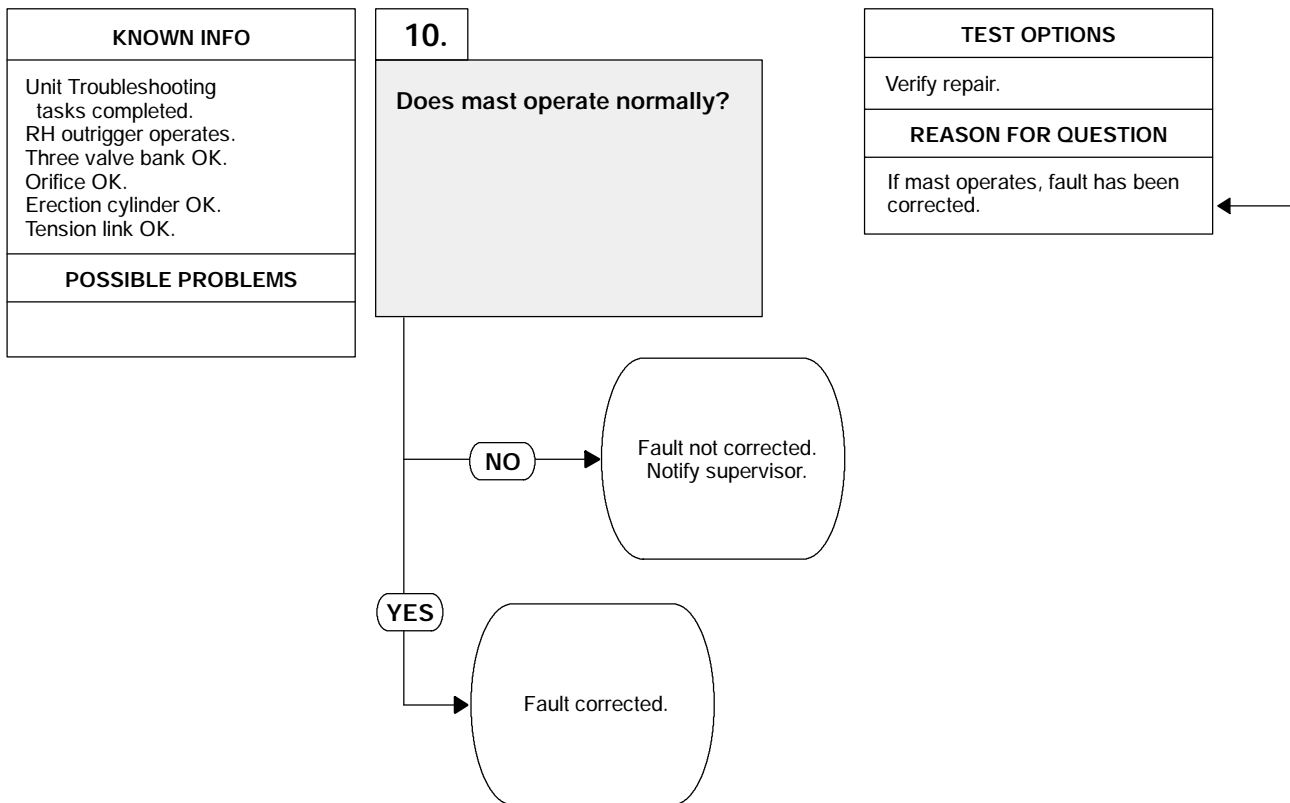 KNOWN INFO
Unit Troubleshooting
tasks completed.
RH outrigger operates.
Three valve bank OK.
Orifice OK.
Erection cylinder OK.
Tension link OK.
POSSIBLE PROBLEMS
10.
Does mast operate normally?
TEST OPTIONS
Verify repair.
REASON FOR QUESTION
If mast operates, fault has been
corrected.
NO
Fault not corrected.
Notify supervisor.
YES
Fault corrected.